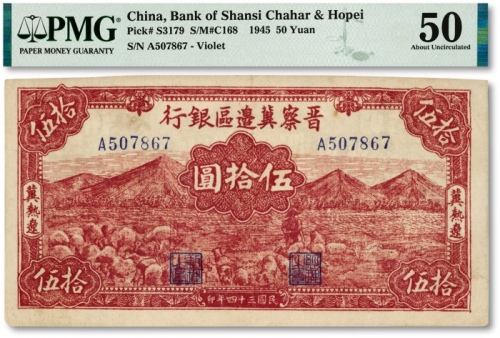 PMG
PAPER MONEY GUARANTY
China, Bank of Shansi Chahar & Hopei
Pick# S3179 S/M#C168 1945 50 Yuan
S/N A507867 - Violet
50
About Uncirculated
行銀區邊冀察晉
A507867
A507867
伍拾
伍拾
圓拾伍
冀熱遼
冀熱遼
伍拾
伍拾
印年四十三國民